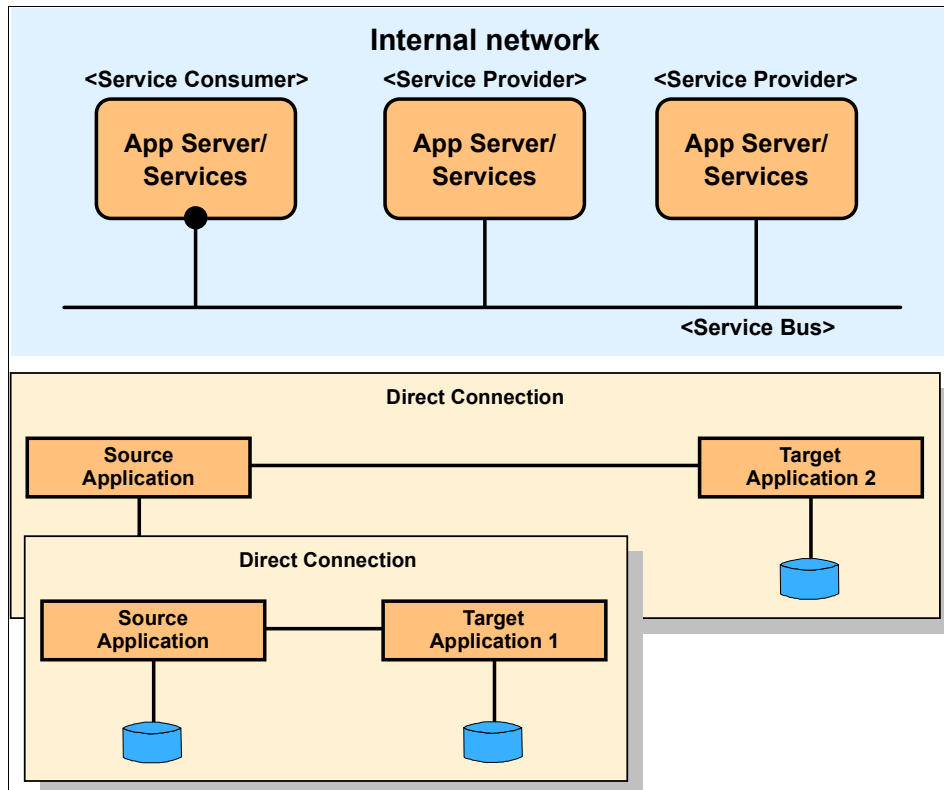 Internal network
<Service Consumer>
<Service Provider>
<Service Provider>
App Server/
Services
App Server/
Services
App Server/
Services
<Service Bus>
Direct Connection
Source
Application
Target
Application 2
Direct Connection
Source
Application
Target
Application 1